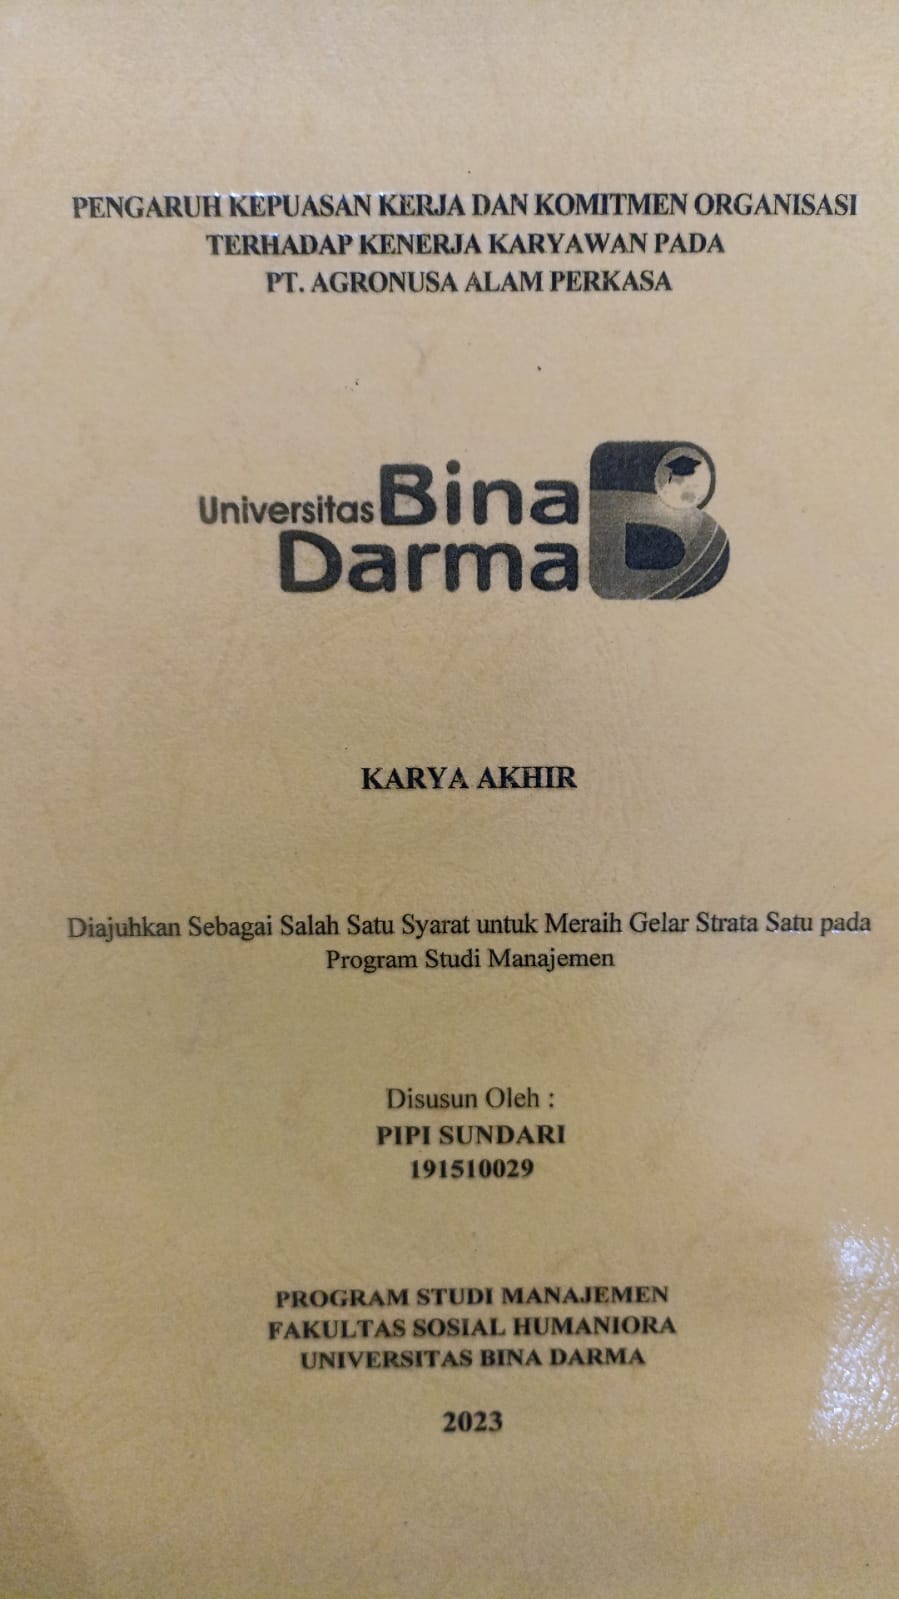 PENGARUH KEPUASAN KERJA DAN KOMITMEN ORGANISASI
TERHADAP KENERJA KARYAWAN PADA
PT. AGRONUSA ALAM PERKASA
Universitas Bina
Darma
KARYA AKHIR
Diajuhkan Sebagai Salah Satu Syarat untuk Meraih Gelar Strata Satu pada
Program Studi Manajemen
Disusun Oleh :
PIPI SUNDARI
191510029
PROGRAM STUDI MANAJEMEN
FAKULTAS SOSIAL HUMANIORA
UNIVERSITAS BINA DARMA
2023